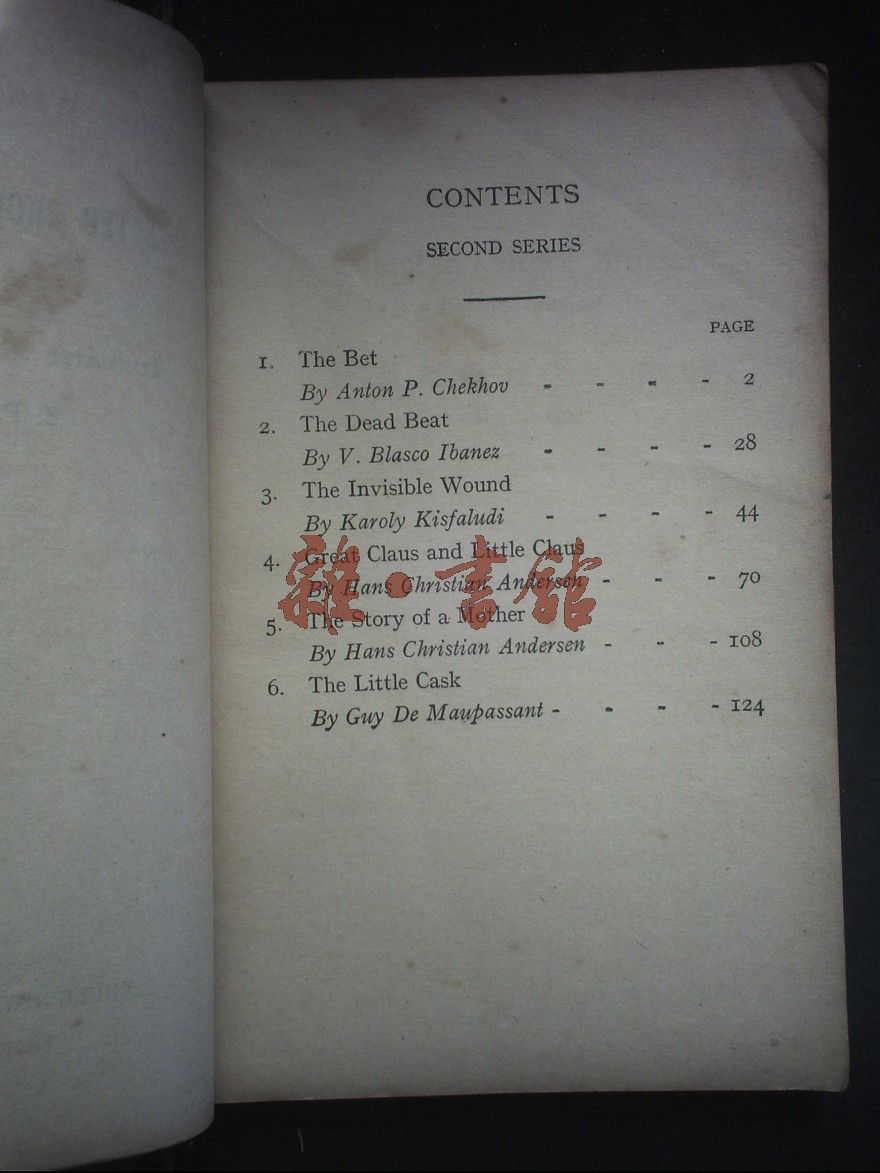 CONTENTS
SECOND SERIES
PAGE
1. The Bet
By Anton P. Chekhov - - - - 2
2. The Dead Beat
By V. Blasco Ibanez - - - - 28
3. The Invisible Wound
By Karoly Kisfaludi - - - - 44
4. Great Claus and Little Claus
By Hans Christian Andersen - - - 70
5. The Story of a Mother
By Hans Christian Andersen - - - 108
6. The Little Cask
By Guy De Maupassant - - - - 124
雜·書館